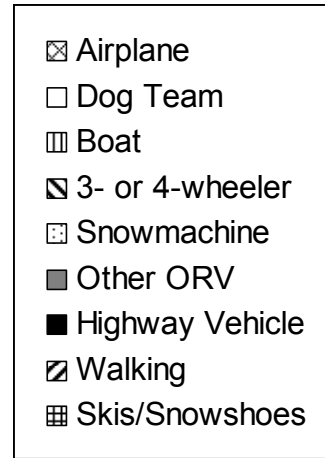 Airplane
Dog Team
Boat
3- or 4-wheeler
Snowmachine
Other ORV
Highway Vehicle
Walking
Skis/Snowshoes